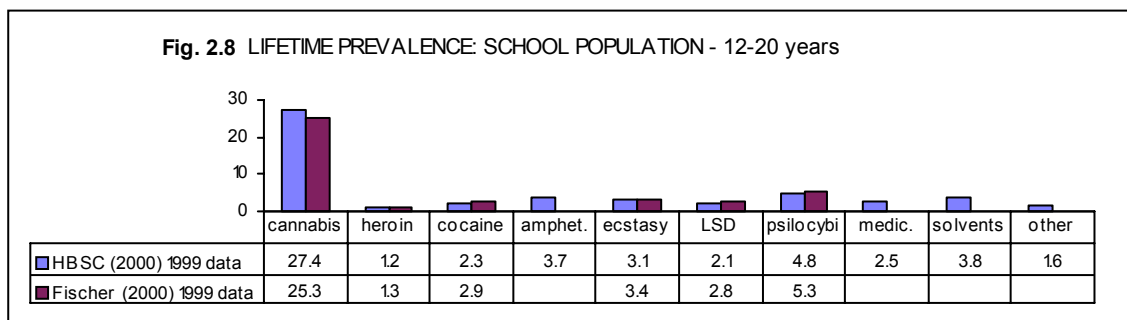 Fig. 2.8 LIFETIME PREVALENCE: SCHOOL POPULATION - 12-20 years
30
20
10
0
cannabis heroin cocaine amphet. ecstasy LSD psilocybi medic. solvents other
HBSC (2000) 1999 data 27.4 1.2 2.3 3.7 3.1 2.1 4.8 2.5 3.8 1.6
Fischer (2000) 1999 data 25.3 1.3 2.9 3.4 2.8 5.3